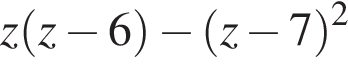 z(z − 6) − (z − 7)²